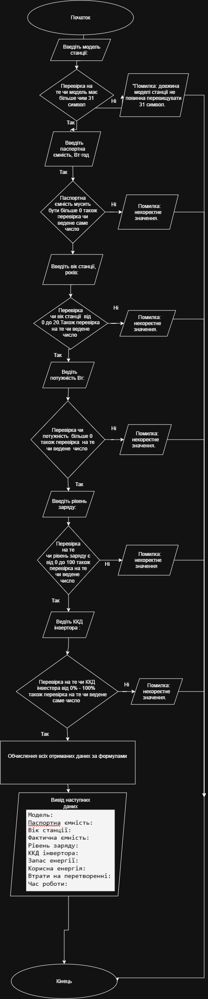 Початок
Введіть модель
станції:
Перевірка на
те чи модель має
більше чим 31
символ
Ні
"Помилка: довжина
моделі станції не
повинна перевищувати
31 символ.
Так
Введіть
паспортна
ємність, Вт·год
Так
Паспортна
ємність мусить
бути більше 0 також
перевірка чи
ведене саме
число
Ні
Помилка:
некоректне
значення.
Введіть вік станції,
років:
Перевірка
чи вік станції від
0 до 20.Також перевірка
на те чи ведене
число
Ні
Помилка:
некоректне
значення.
Так
Ведіть
потужність Вт:
Перевірка чи
потужність більше 0
також перевірка на те
чи ведене число
Ні
Помилка:
некоректне
значення.
Так
Введіть рівень
заряду:
Перевірка
на те
чи рівень заряду є
від 0 до 100 також
перевірка на те
чи ведене
число
Ні
Помилка:
некоректне
значення
Так
Ведіть ККД
інвертора :
Перевірка на те чи ККД
інвестора від 0% - 100%
також перевірка на те чи ведене
саме число
Ні
Помилка:
некоректне
значення.
Так
Обчислення всіх отриманих даних за формулами
Вивід наступних
даних
Модель:
Паспортна ємність:
Вік станції:
Фактична ємність:
Рівень заряду:
ККД інвертора:
Запас енергії:
Корисна енергія:
Втрати на перетворенні:
Час роботи:
Кінець